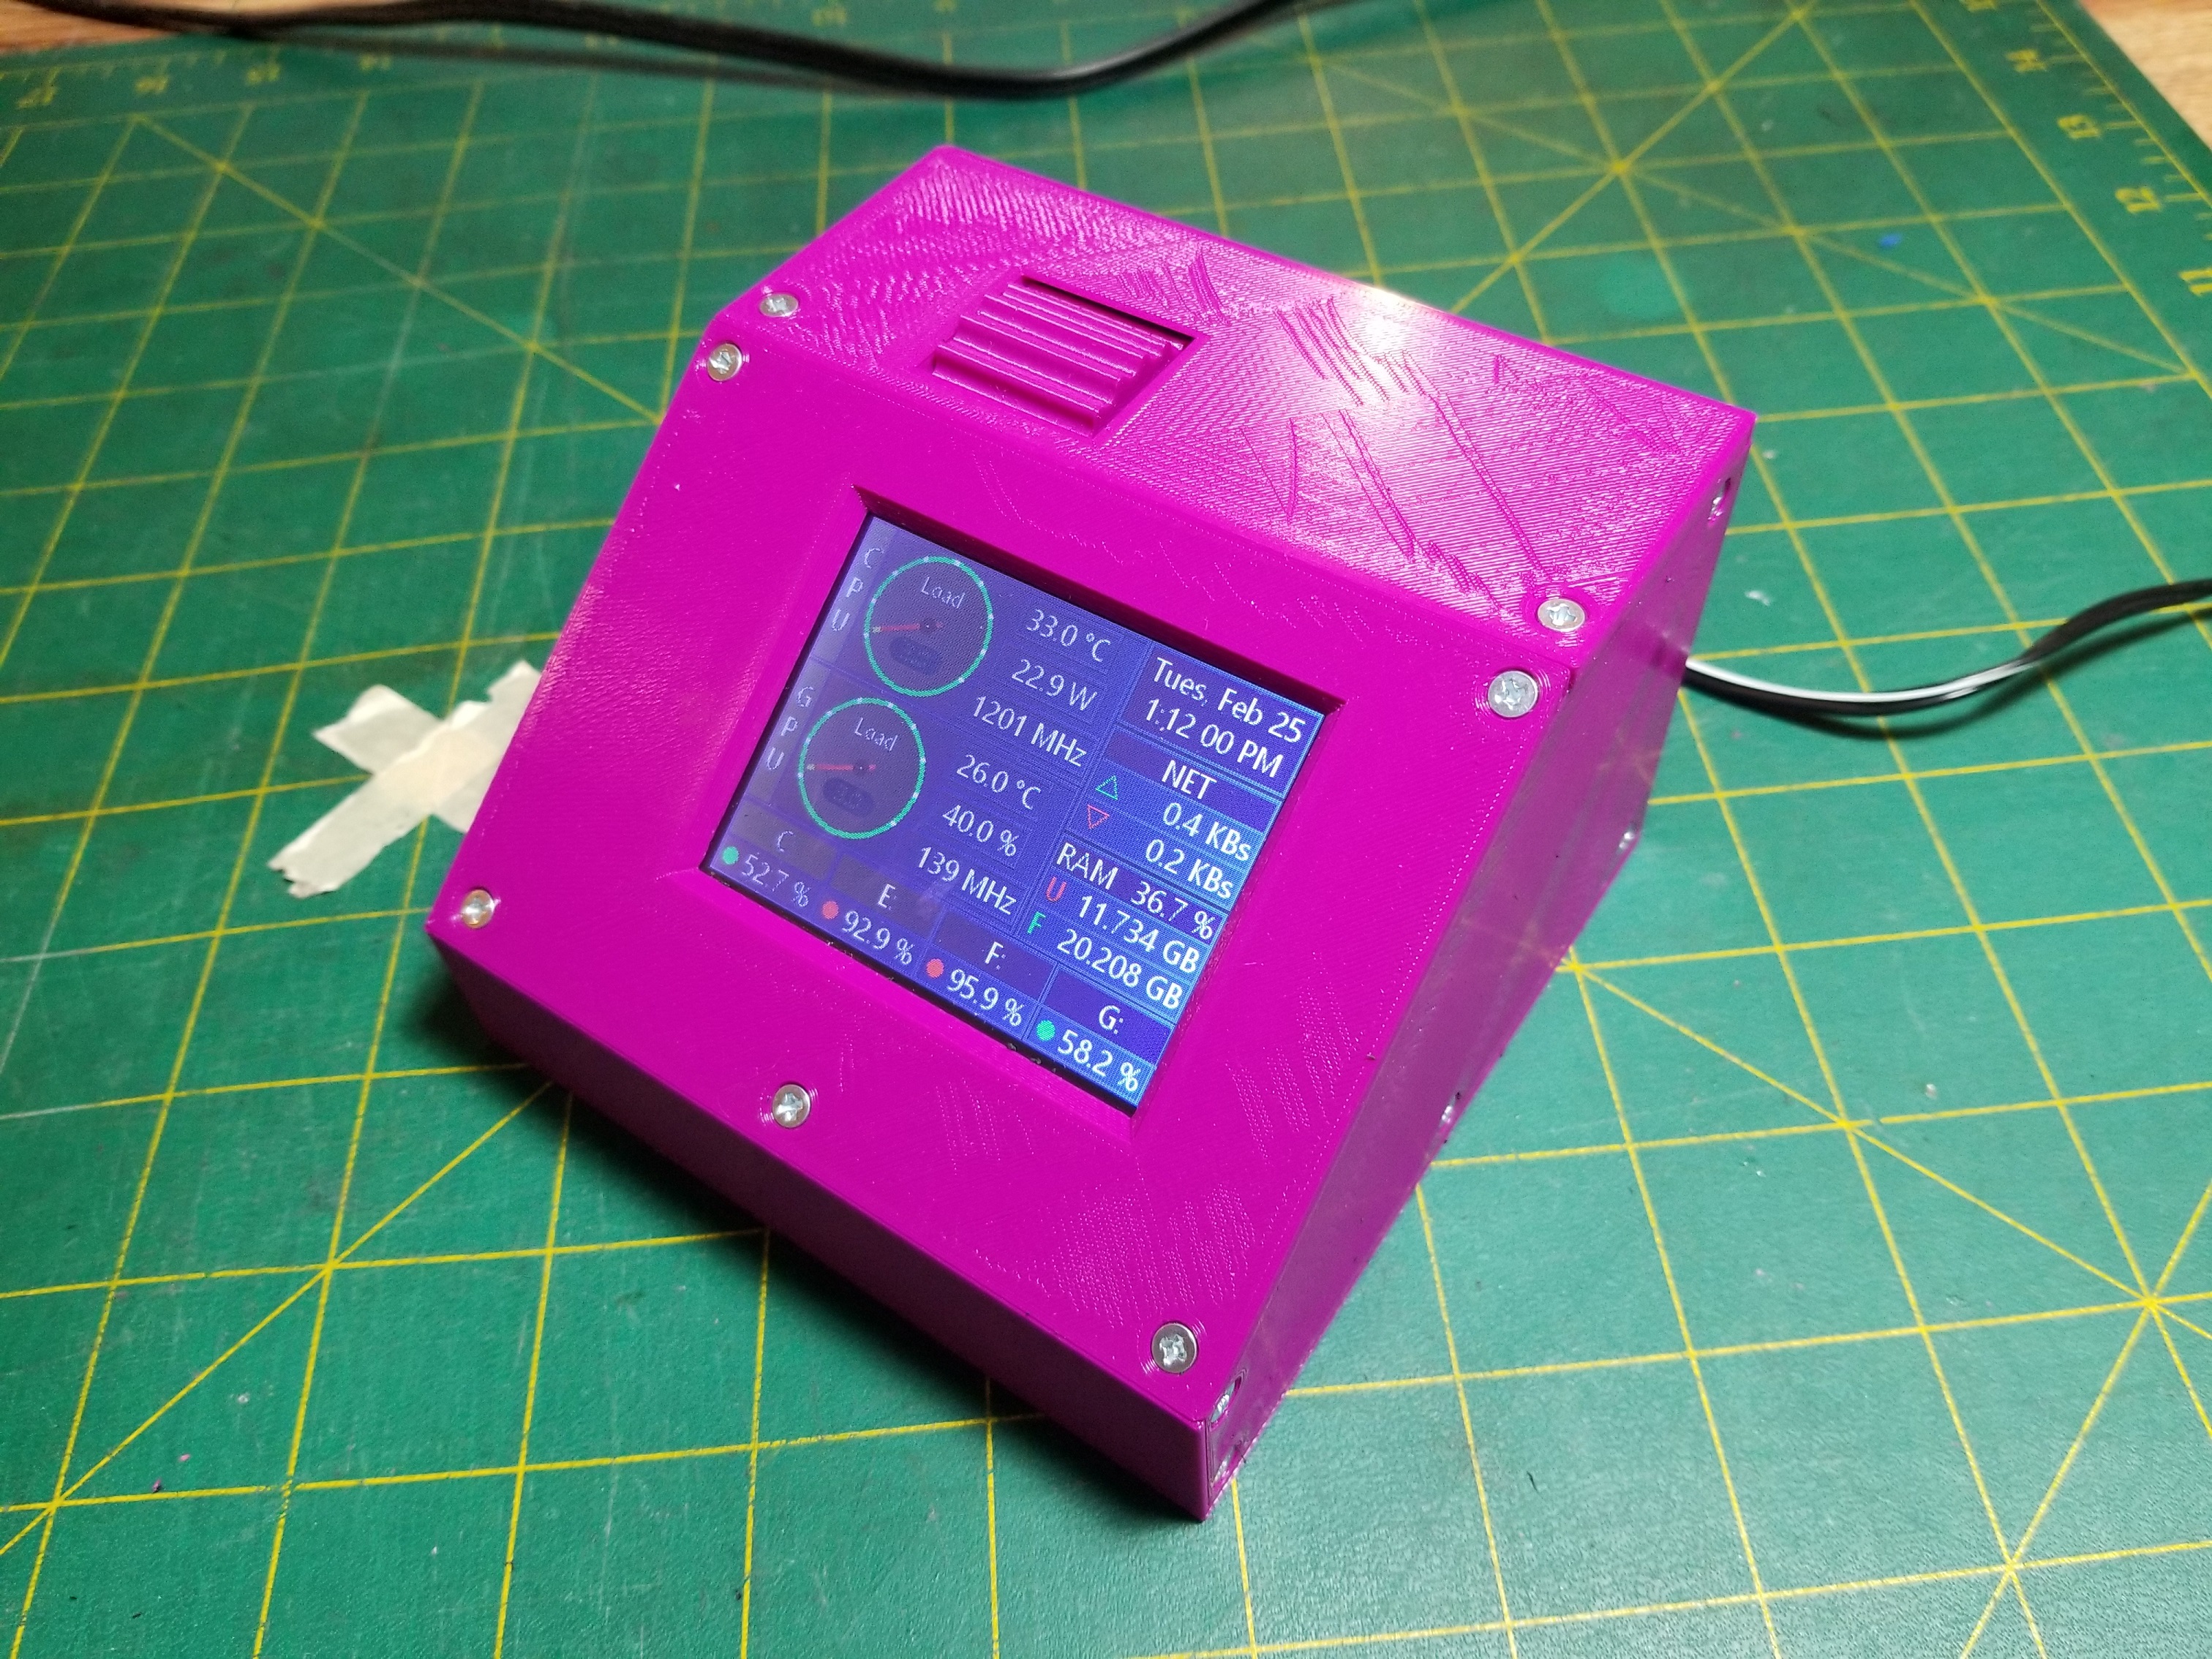 CPU
Load
33.0 °C
22.9 W
1201 MHz
GPU
Load
26.0 °C
40.0 %
139 MHz
Tues, Feb 25
1:12 00 PM
NET
△ 0.4 KBs
▽ 0.2 KBs
RAM 36.7 %
U 11.734 GB
F 20.208 GB
C
52.7 %
E:
92.9 %
F:
95.9 %
G:
58.2 %
14
13
12
11